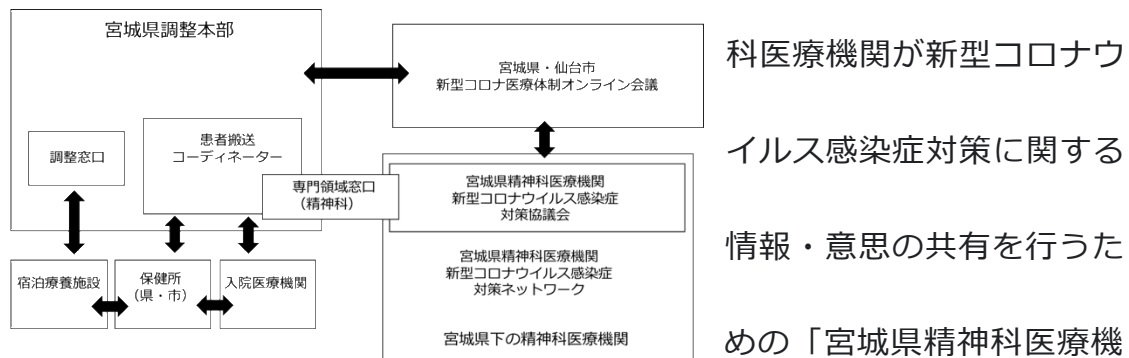 宮城県調整本部
調整窓口
患者搬送
コーディネーター
専門領域窓口
（精神科）
宿泊療養施設
保健所
（県・市）
入院医療機関
宮城県・仙台市
新型コロナ医療体制オンライン会議
宮城県精神科医療機関
新型コロナウイルス感染症
対策協議会
宮城県精神科医療機関
新型コロナウイルス感染症
対策ネットワーク
宮城県下の精神科医療機関
科医療機関が新型コロナウ
イルス感染症対策に関する
情報・意思の共有を行うた
めの「宮城県精神科医療機